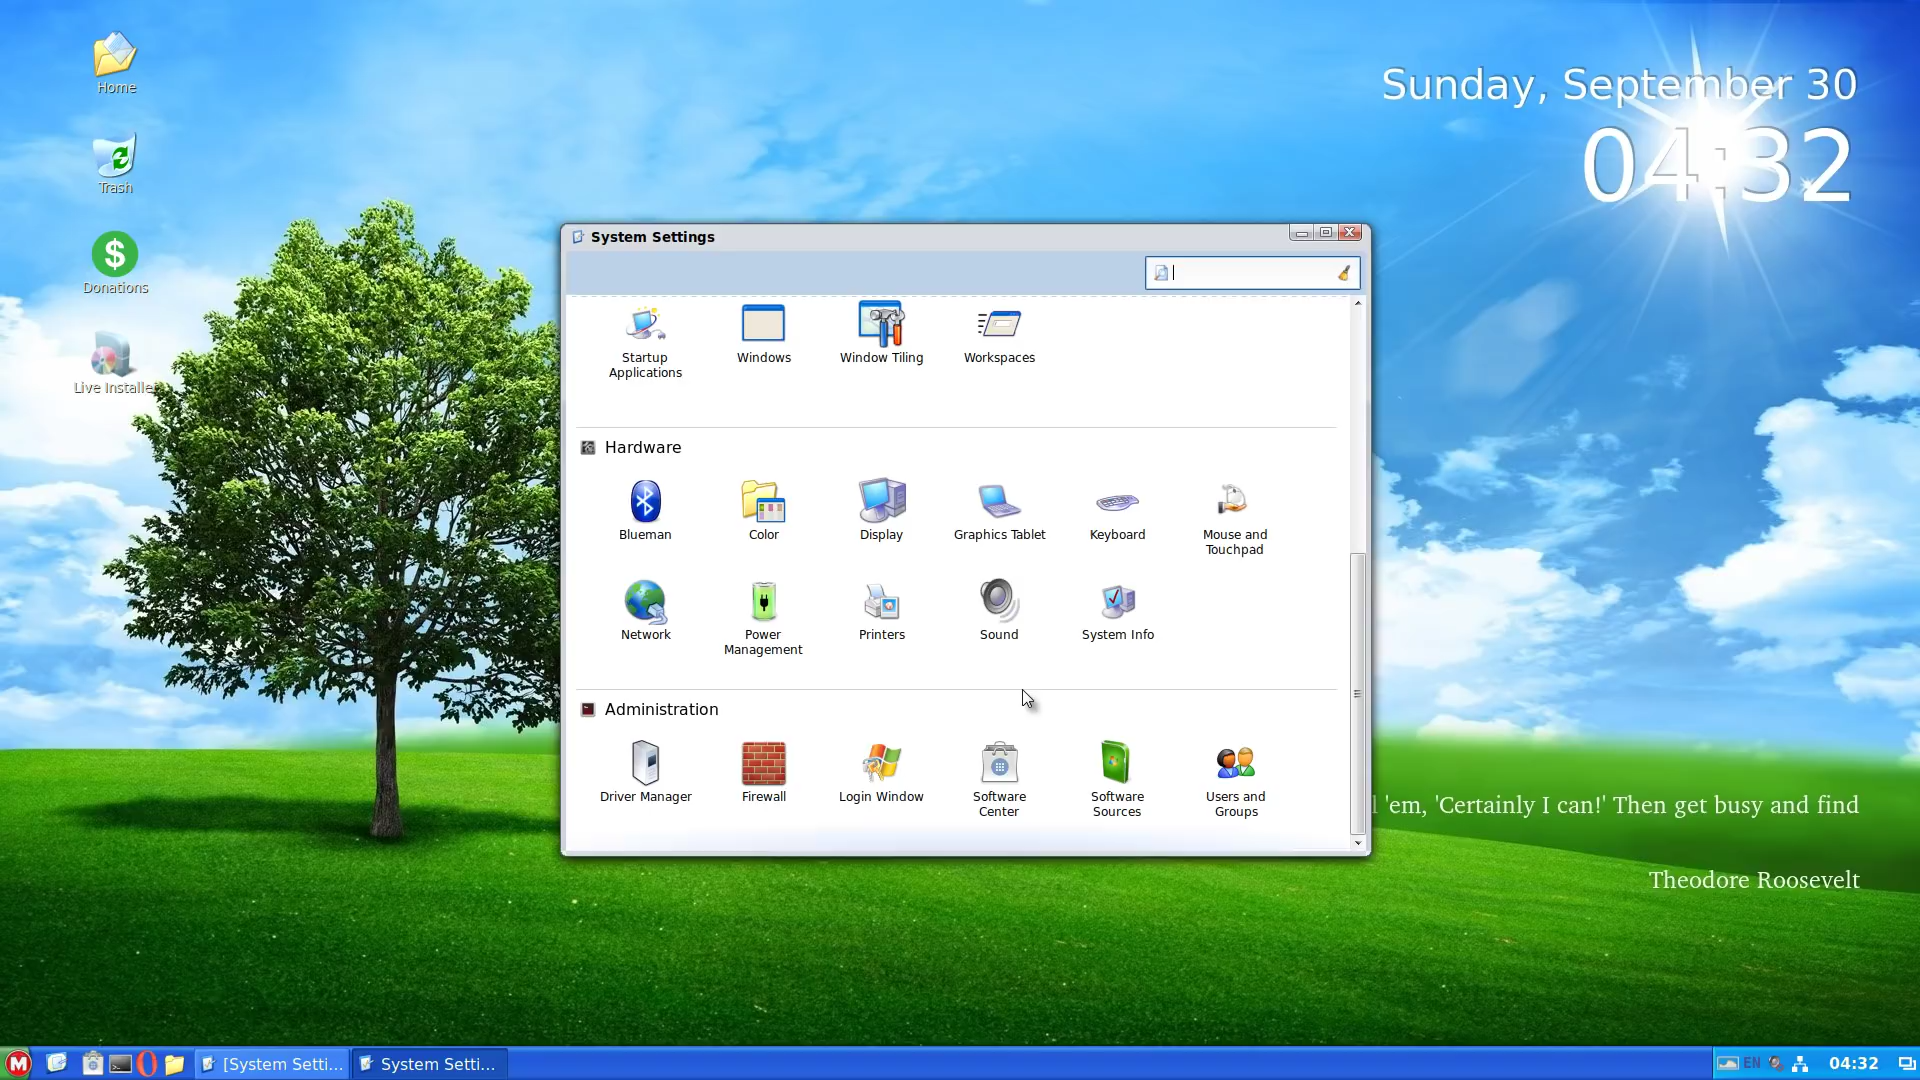 Home
Trash
Donations
Live Installer
Sunday, September 30
04:32
System Settings
Startup
Applications
Windows
Window Tiling
Workspaces
Hardware
Blueman
Color
Display
Graphics Tablet
Keyboard
Mouse and
Touchpad
Network
Power
Management
Printers
Sound
System Info
Administration
Driver Manager
Firewall
Login Window
Software
Center
Software
Sources
Users and
Groups
'em, 'Certainly I can!' Then get busy and find
Theodore Roosevelt
M
[System Setti...
System Setti...
EN
04:32